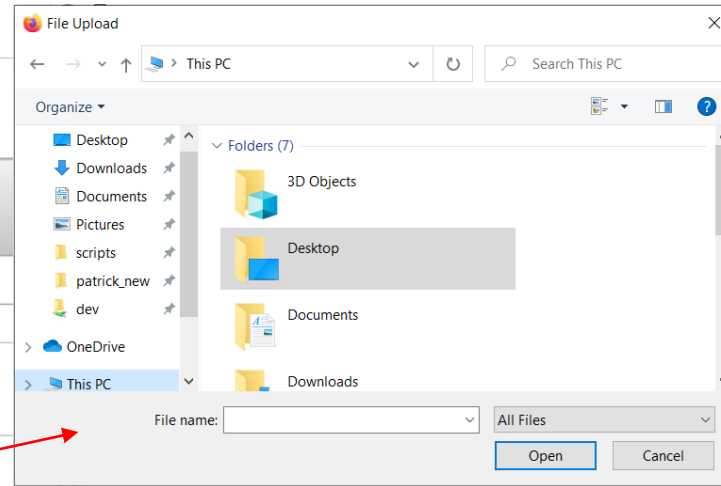 File Upload
This PC
Search This PC
Organize
Desktop
Downloads
Documents
Pictures
scripts
patrick_new
dev
OneDrive
This PC
Folders (7)
3D Objects
Desktop
Documents
Downloads
File name:
All Files
Open
Cancel